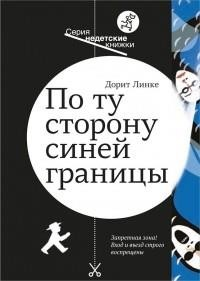 Серия
недетские
книжки
Дорит Линке
По ту
сторону
синей
границы
Запретная зона!
Вход и въезд строго
воспрещены